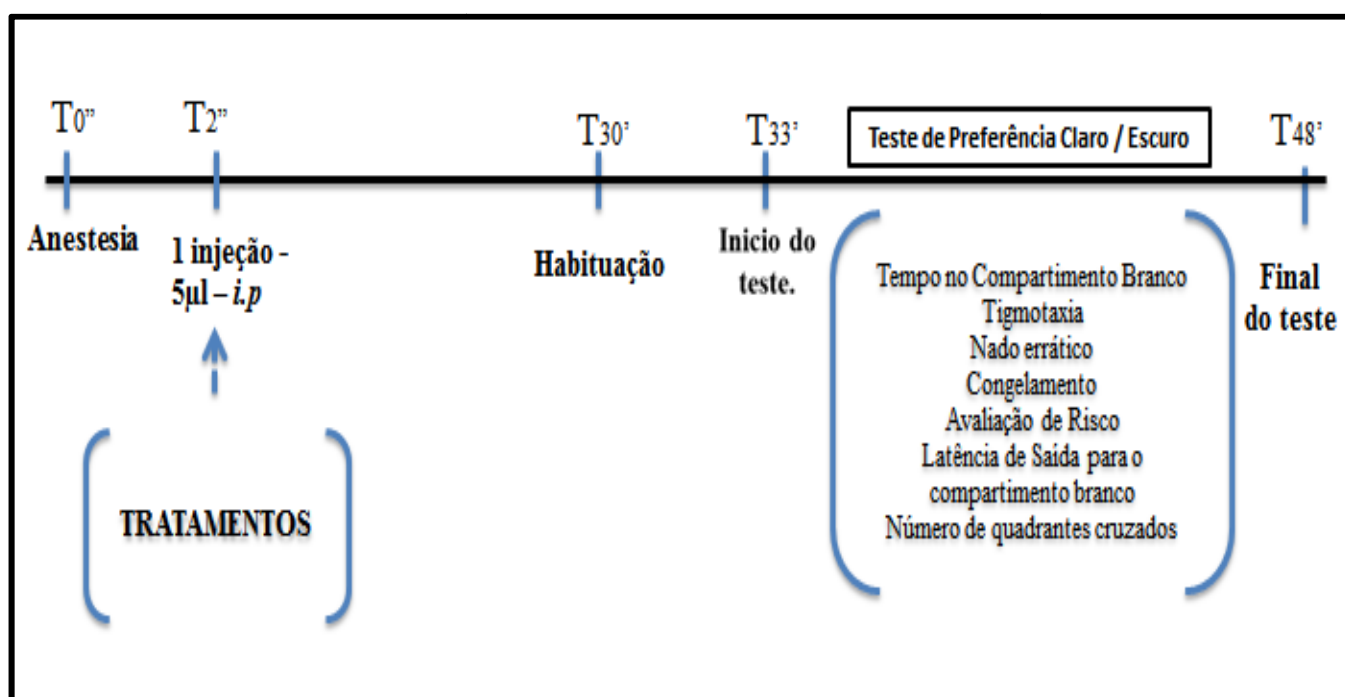 T0”
T2”
T30’
T33’
Teste de Preferência Claro / Escuro
T48’
Anestesia
1 injeção -
5µl – i.p
Habituação
Inicio do
teste.
Tempo no Compartimento Branco
Tigmotaxia
Nado errático
Congelamento
Avaliação de Risco
Latência de Saída para o
compartimento branco
Número de quadrantes cruzados
Final
do teste
TRATAMENTOS